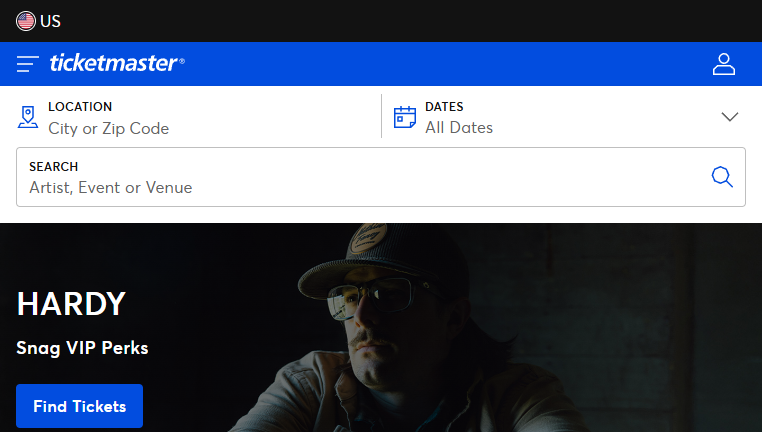 US
ticketmaster®
LOCATION
City or Zip Code
DATES
All Dates
SEARCH
Artist, Event or Venue
HARDY
Snag VIP Perks
Find Tickets